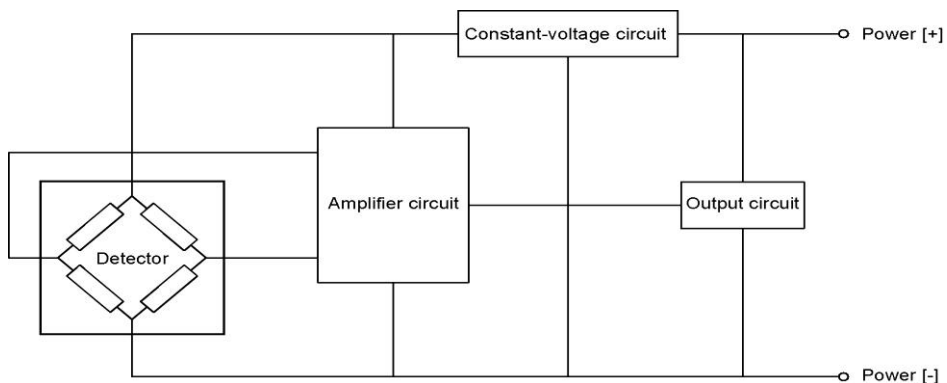 Constant-voltage circuit
Power [+]
Amplifier circuit
Output circuit
Detector
Power [-]